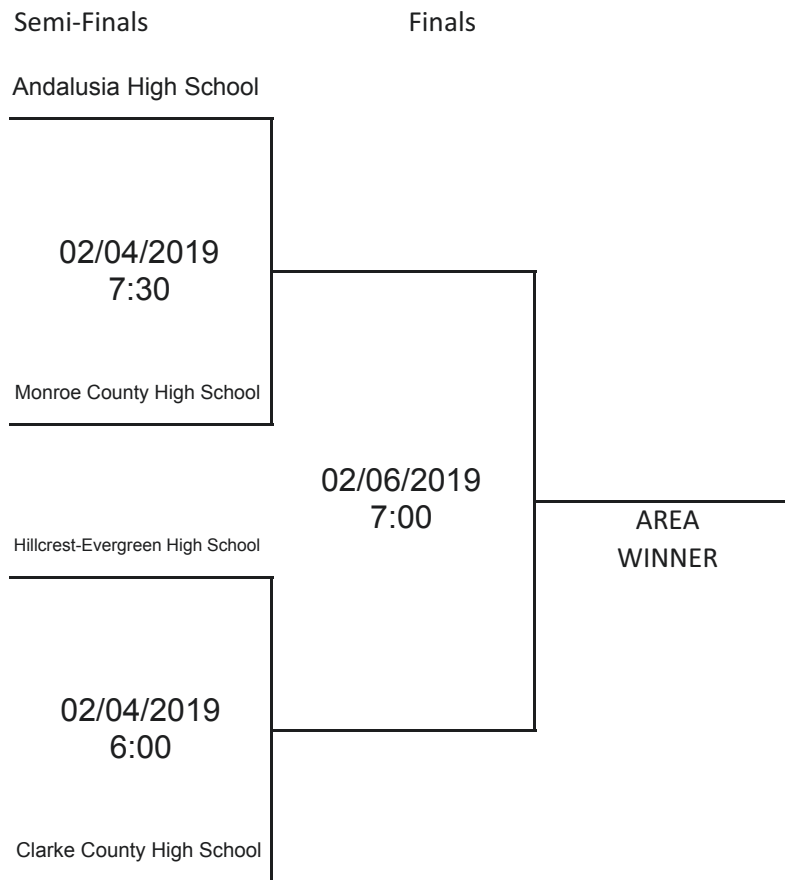 Semi-Finals
Finals
Andalusia High School
02/04/2019
7:30
Monroe County High School
02/06/2019
7:00
AREA
WINNER
Hillcrest-Evergreen High School
02/04/2019
6:00
Clarke County High School